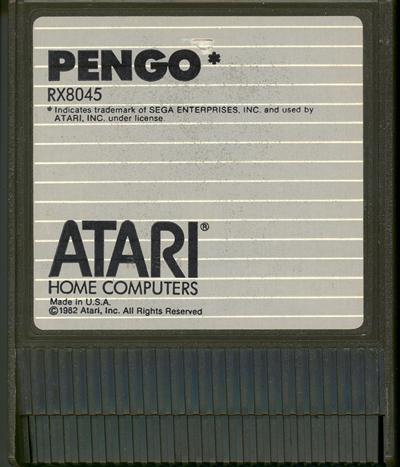 PENGO*
RX8045
* Indicates trademark of SEGA ENTERPRISES, INC. and used by
ATARI, INC. under license.
ATARI®
HOME COMPUTERS
Made in U.S.A.
©1982 Atari, Inc. All Rights Reserved